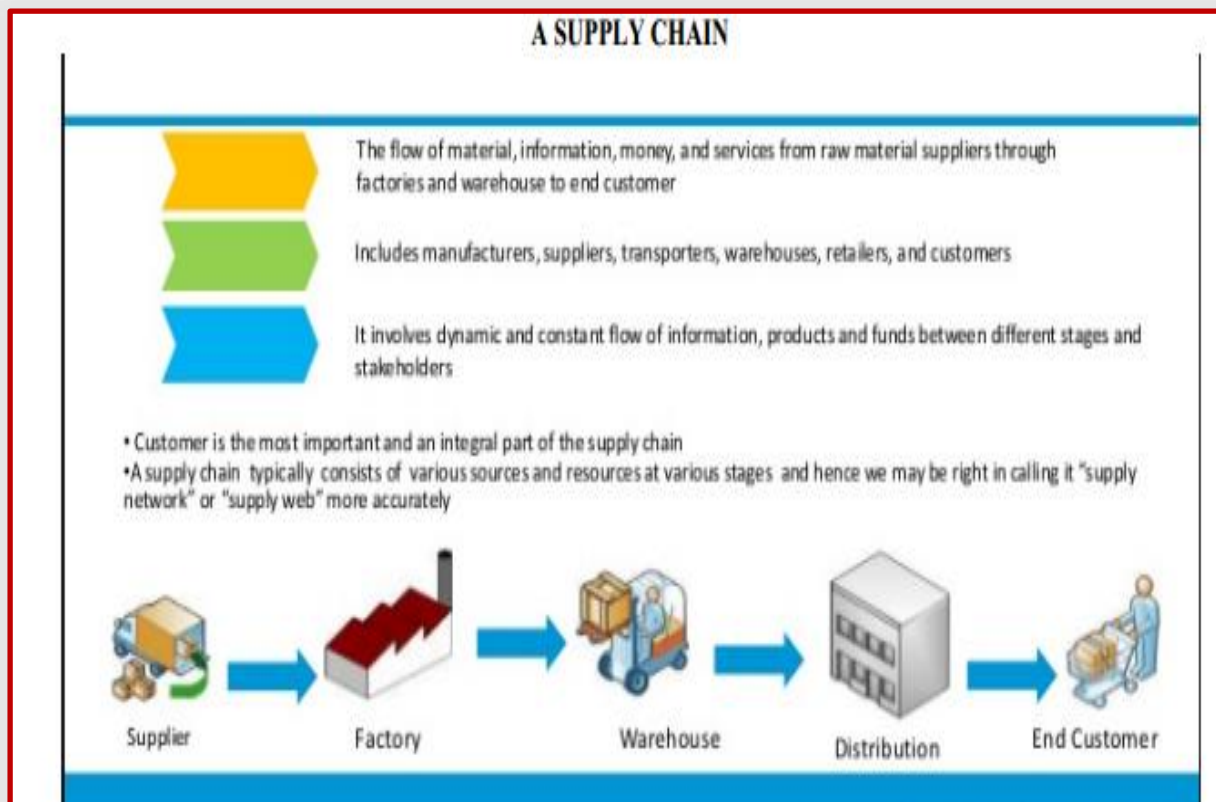 A SUPPLY CHAIN
The flow of material, information, money, and services from raw material suppliers through
factories and warehouse to end customer
Includes manufacturers, suppliers, transporters, warehouses, retailers, and customers
It involves dynamic and constant flow of information, products and funds between different stages and
stakeholders
• Customer is the most important and an integral part of the supply chain
•A supply chain typically consists of various sources and resources at various stages and hence we may be right in calling it “supply
network” or “supply web” more accurately
Supplier
Factory
Warehouse
Distribution
End Customer